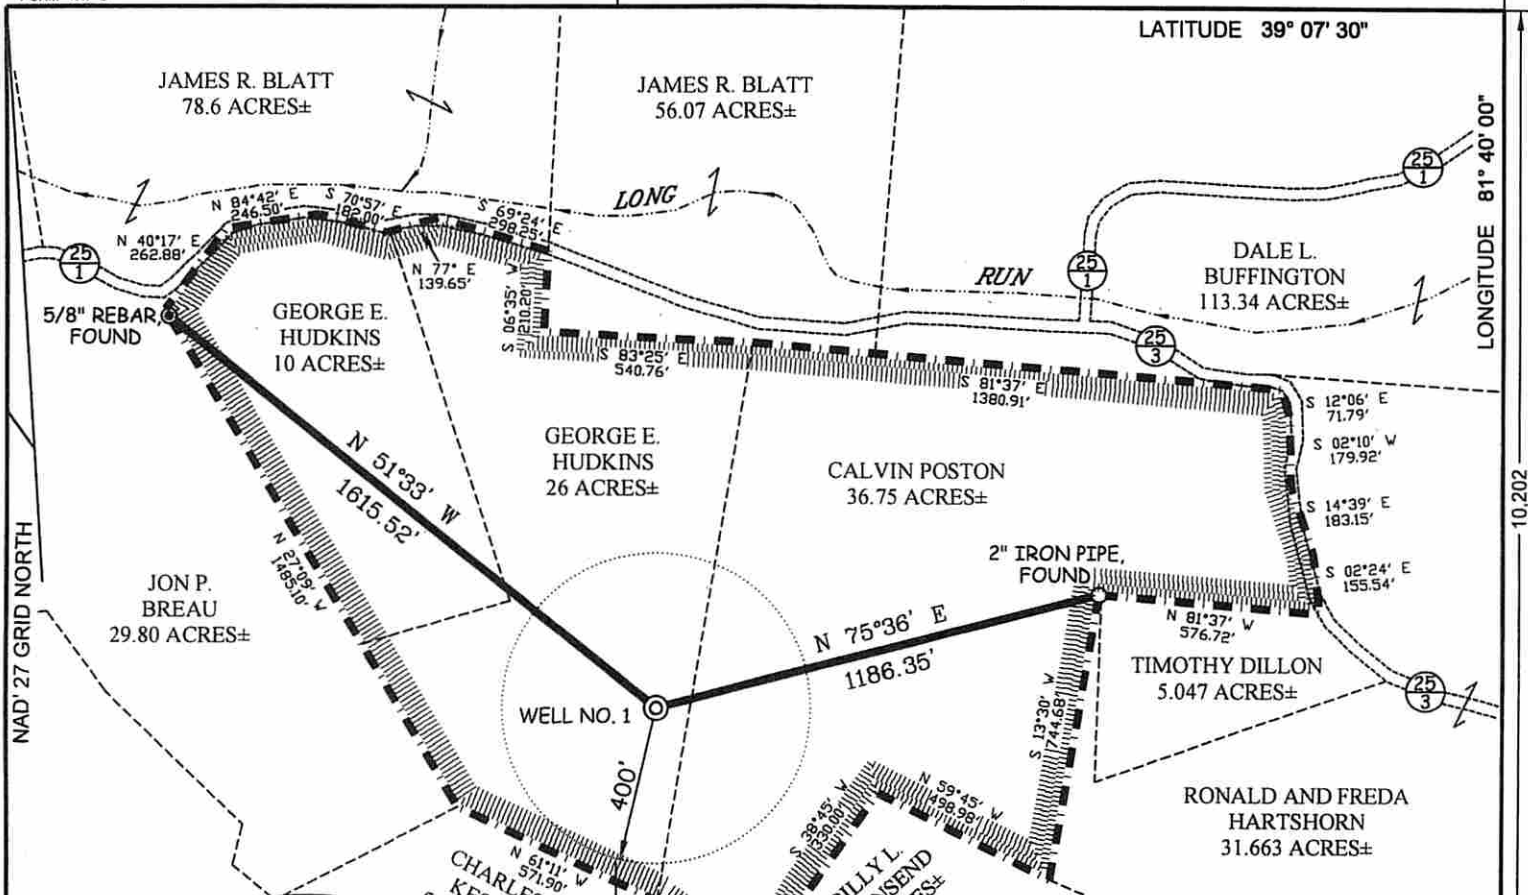 LATITUDE 39° 07' 30"
JAMES R. BLATT
78.6 ACRES±
JAMES R. BLATT
56.07 ACRES±
LONGITUDE 81° 40' 00"
25
1
LONG
RUN
N 84°42' E
246.50'
S 70°57' E
182.00'
S 69°24' E
298.25'
N 40°17' E
262.88'
25
1
N 77° E
139.65'
25
1
DALE L.
BUFFINGTON
113.34 ACRES±
5/8" REBAR,
FOUND
GEORGE E.
HUDKINS
10 ACRES±
S 06°35' W
210.20'
S 83°25' E
540.76'
25
3
S 81°37' E
1380.91'
S 12°06' E
71.79'
S 02°10' W
179.92'
S 14°39' E
183.15'
S 02°24' E
155.54'
N 51°33' W
1615.52'
GEORGE E.
HUDKINS
26 ACRES±
CALVIN POSTON
36.75 ACRES±
10,202
NAD' 27 GRID NORTH
N 27°09' W
1485.10'
JON P.
BREAU
29.80 ACRES±
2" IRON PIPE,
FOUND
N 75°36' E
1186.35'
N 81°37' W
576.72'
TIMOTHY DILLON
5.047 ACRES±
25
3
WELL NO. 1
400'
S 13°30' W
744.68'
N 59°45' W
498.98'
S 38°45' W
330.00'
RONALD AND FREDA
HARTSHORN
31.663 ACRES±
N 61°11' W
571.90'